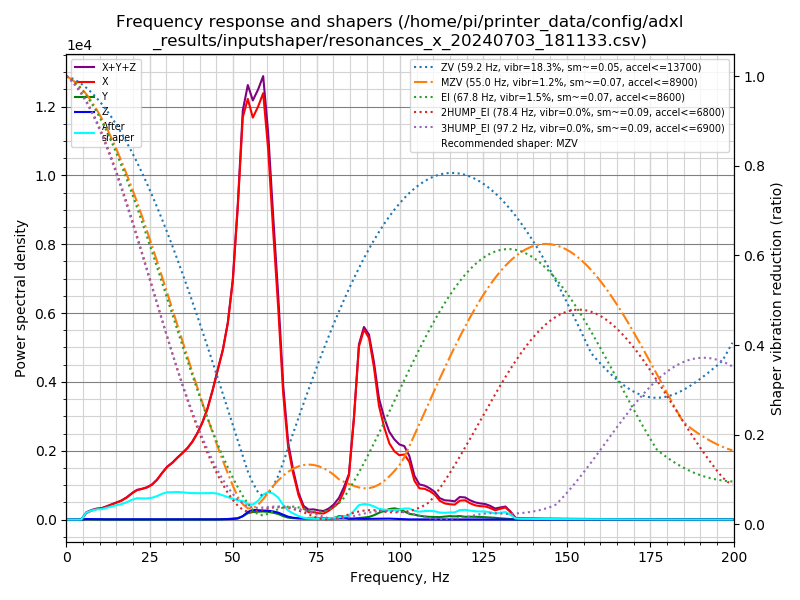 Frequency response and shapers (/home/pi/printer_data/config/adxl
_results/inputshaper/resonances_x_20240703_181133.csv)
1e4
X+Y+Z
X
Y
Z
After
shaper
ZV (59.2 Hz, vibr=18.3%, sm~=0.05, accel<=13700)
MZV (55.0 Hz, vibr=1.2%, sm~=0.07, accel<=8900)
EI (67.8 Hz, vibr=1.5%, sm~=0.07, accel<=8600)
2HUMP_EI (78.4 Hz, vibr=0.0%, sm~=0.09, accel<=6800)
3HUMP_EI (97.2 Hz, vibr=0.0%, sm~=0.09, accel<=6900)
Recommended shaper: MZV
Power spectral density
1.2
1.0
0.8
0.6
0.4
0.2
0.0
1.0
0.8
0.6
0.4
0.2
0.0
Shaper vibration reduction (ratio)
0 25 50 75 100 125 150 175 200
Frequency, Hz